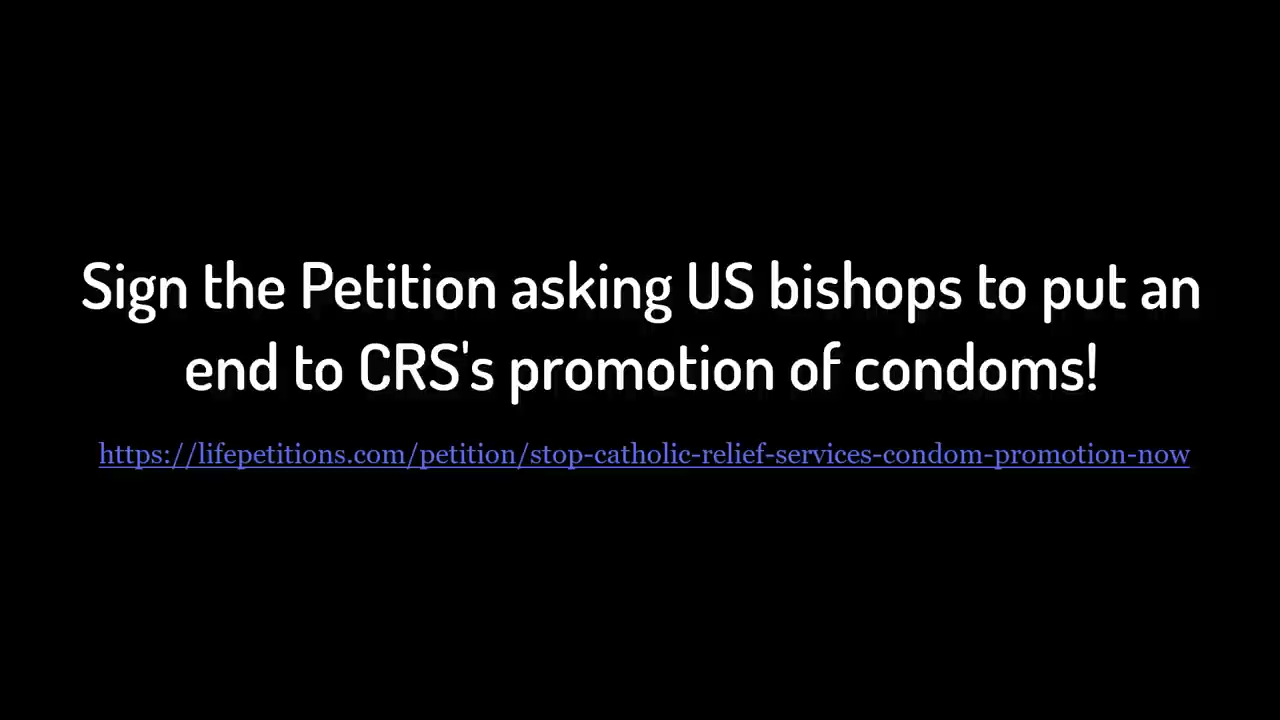 Sign the Petition asking US bishops to put an
end to CRS's promotion of condoms!
https://lifepetitions.com/petition/stop-catholic-relief-services-condom-promotion-now